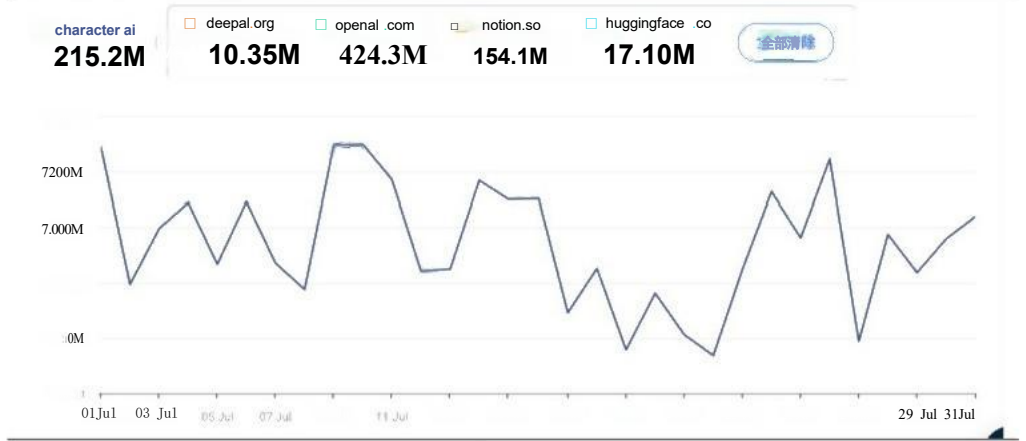 character ai
215.2M
deepal.org
10.35M
openal .com
424.3M
notion.so
154.1M
huggingface .co
17.10M
全部清除
7200M
7.000M
0M
01Jul 03 Jul 05 Jul 07 Jul 11 Jul 29 Jul 31Jul